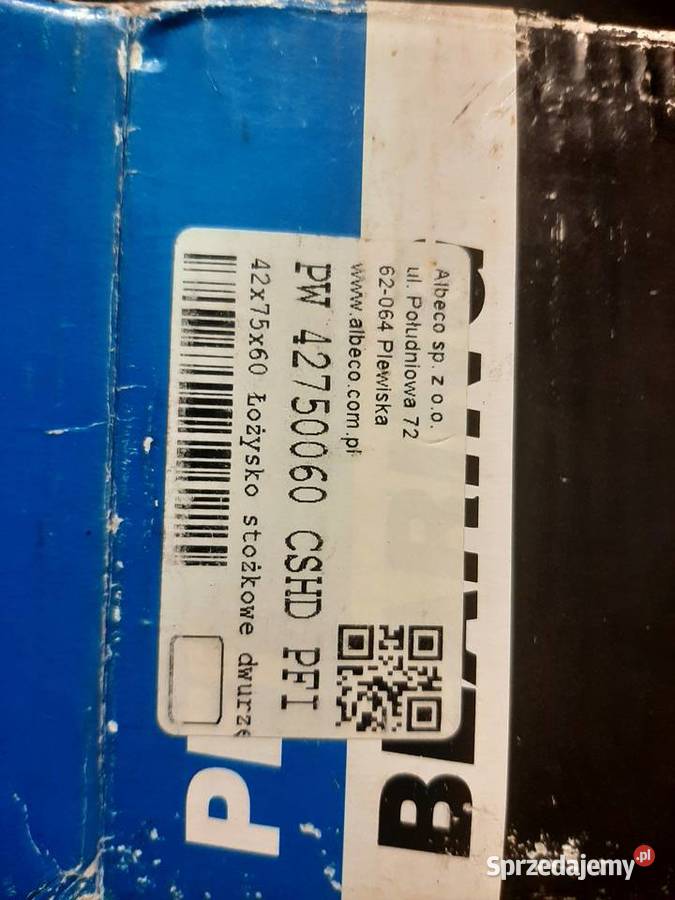 Albeco sp. z o.o.
ul. Południowa 72
62-064 Plewiska
www.albeco.com.pl
PW 42750060 CSHD PFI
42x75x60 Łożysko stożkowe dwurzę
Sprzedajemy.pl